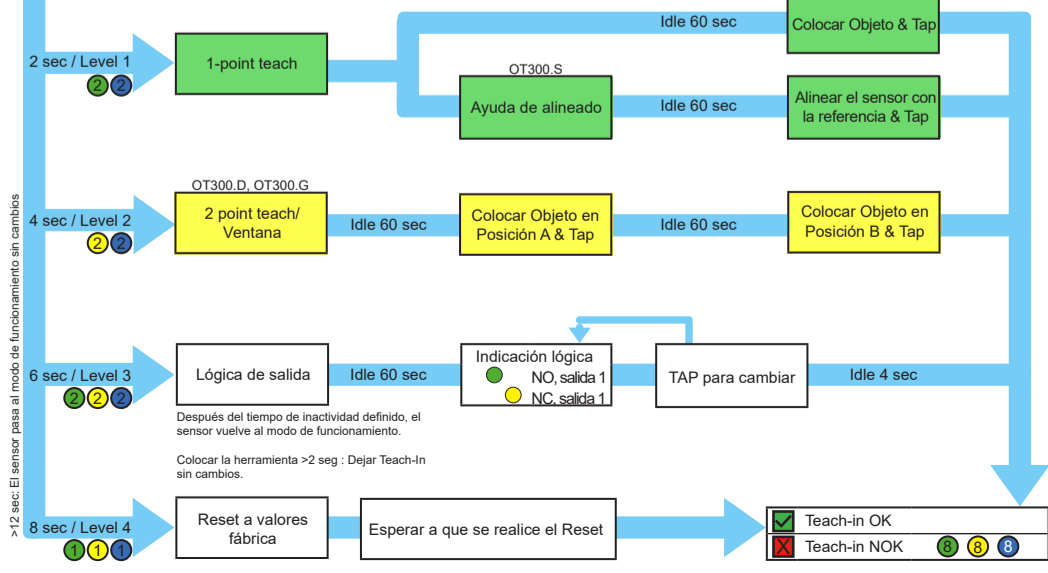 Idle 60 sec
Colocar Objeto & Tap
2 sec / Level 1
2 2
1-point teach
OT300.S
Ayuda de alineado
Idle 60 sec
Alinear el sensor con
la referencia & Tap
>12 sec: El sensor pasa al modo de funcionamiento sin cambios
OT300.D, OT300.G
4 sec / Level 2
2 2
2 point teach/
Ventana
Idle 60 sec
Colocar Objeto en
Posición A & Tap
Idle 60 sec
Colocar Objeto en
Posición B & Tap
6 sec / Level 3
2 2 2
Lógica de salida
Idle 60 sec
Indicación lógica
NO, salida 1
NC, salida 1
TAP para cambiar
Idle 4 sec
Después del tiempo de inactividad definido, el
sensor vuelve al modo de funcionamiento.
Colocar la herramienta >2 seg : Dejar Teach-In
sin cambios.
8 sec / Level 4
1 1 1
Reset a valores
fábrica
Esperar a que se realice el Reset
Teach-in OK
Teach-in NOK 8 8 8